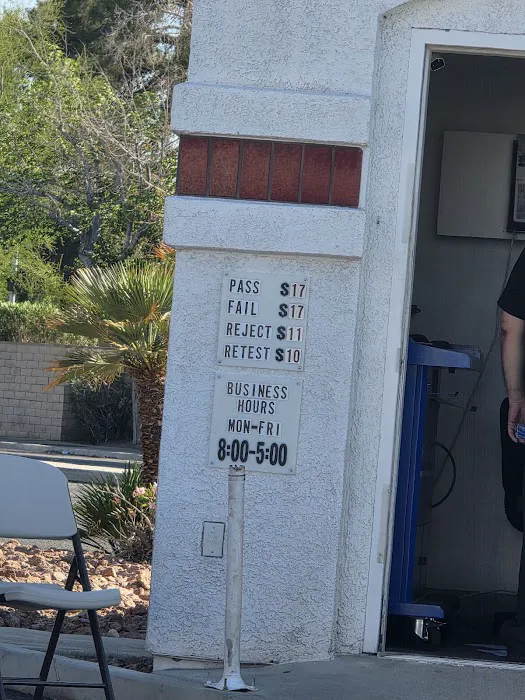 PASS $17
FAIL $17
REJECT $11
RETEST $10
BUSINESS
HOURS
MON-FRI
8:00-5:00